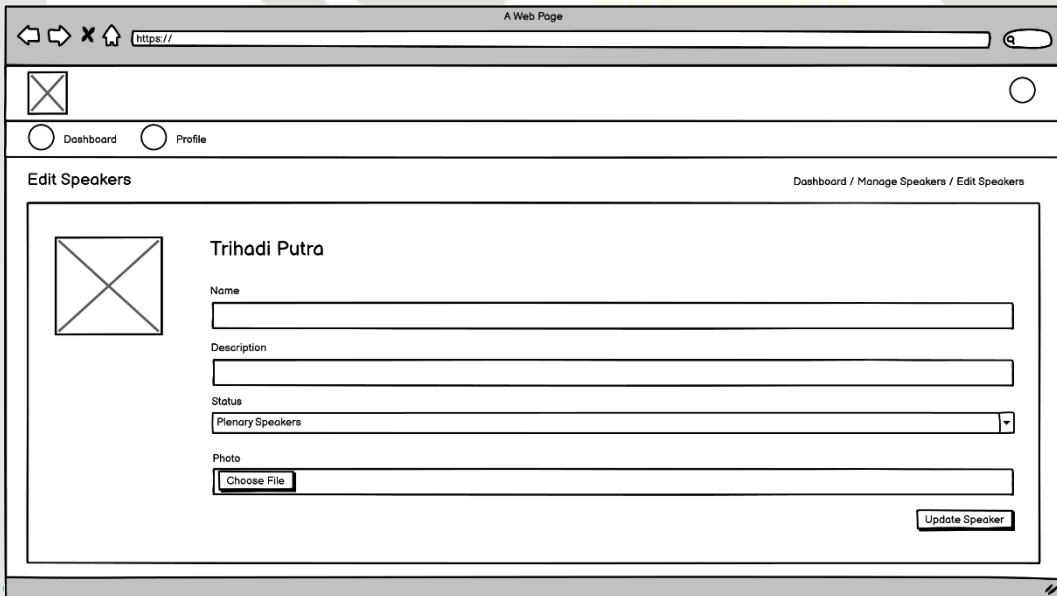 A Web Page
https://
Dashboard Profile
Edit Speakers
Dashboard / Manage Speakers / Edit Speakers
Trihadi Putra
Name
Description
Status
Plenary Speakers
Photo
Choose File
Update Speaker